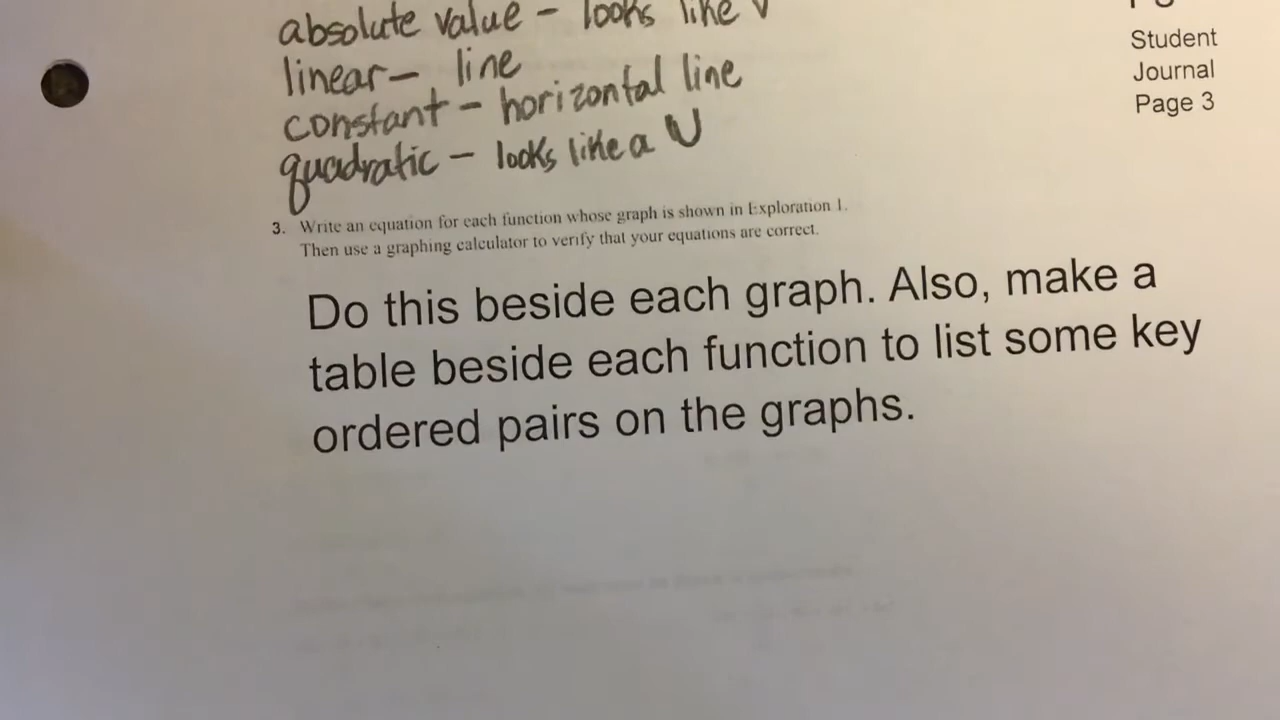 absolute value - looks like V
linear- line
constant - horizontal line
quadratic - looks like a U
Student
Journal
Page 3
3. Write an equation for each function whose graph is shown in Exploration 1.
Then use a graphing calculator to verify that your equations are correct.
Do this beside each graph. Also, make a
table beside each function to list some key
ordered pairs on the graphs.